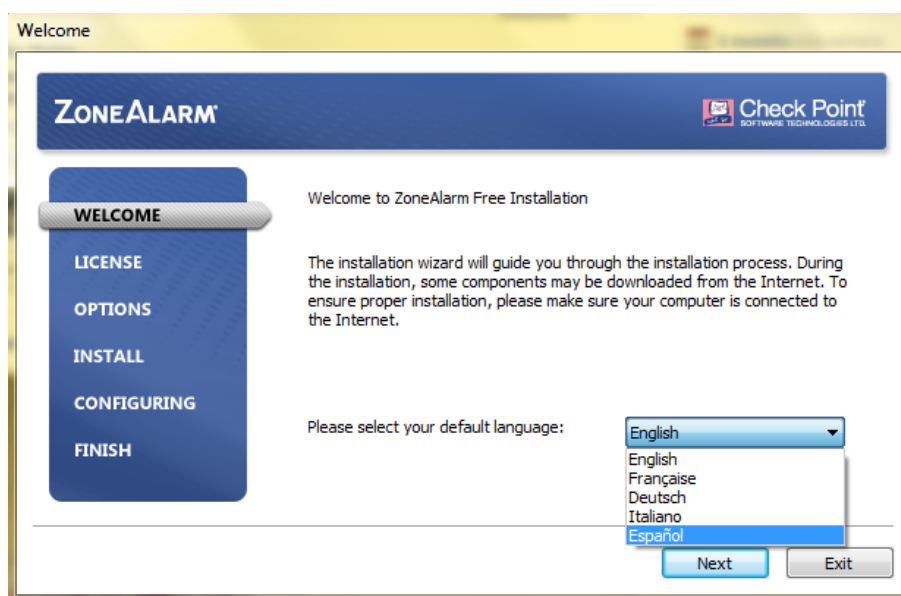 Welcome
ZONEALARM
Check Point
SOFTWARE TECHNOLOGIES LTD.
WELCOME
LICENSE
OPTIONS
INSTALL
CONFIGURING
FINISH
Welcome to ZoneAlarm Free Installation
The installation wizard will guide you through the installation process. During
the installation, some components may be downloaded from the Internet. To
ensure proper installation, please make sure your computer is connected to
the Internet.
Please select your default language:
English
English
Française
Deutsch
Italiano
Español
Next
Exit